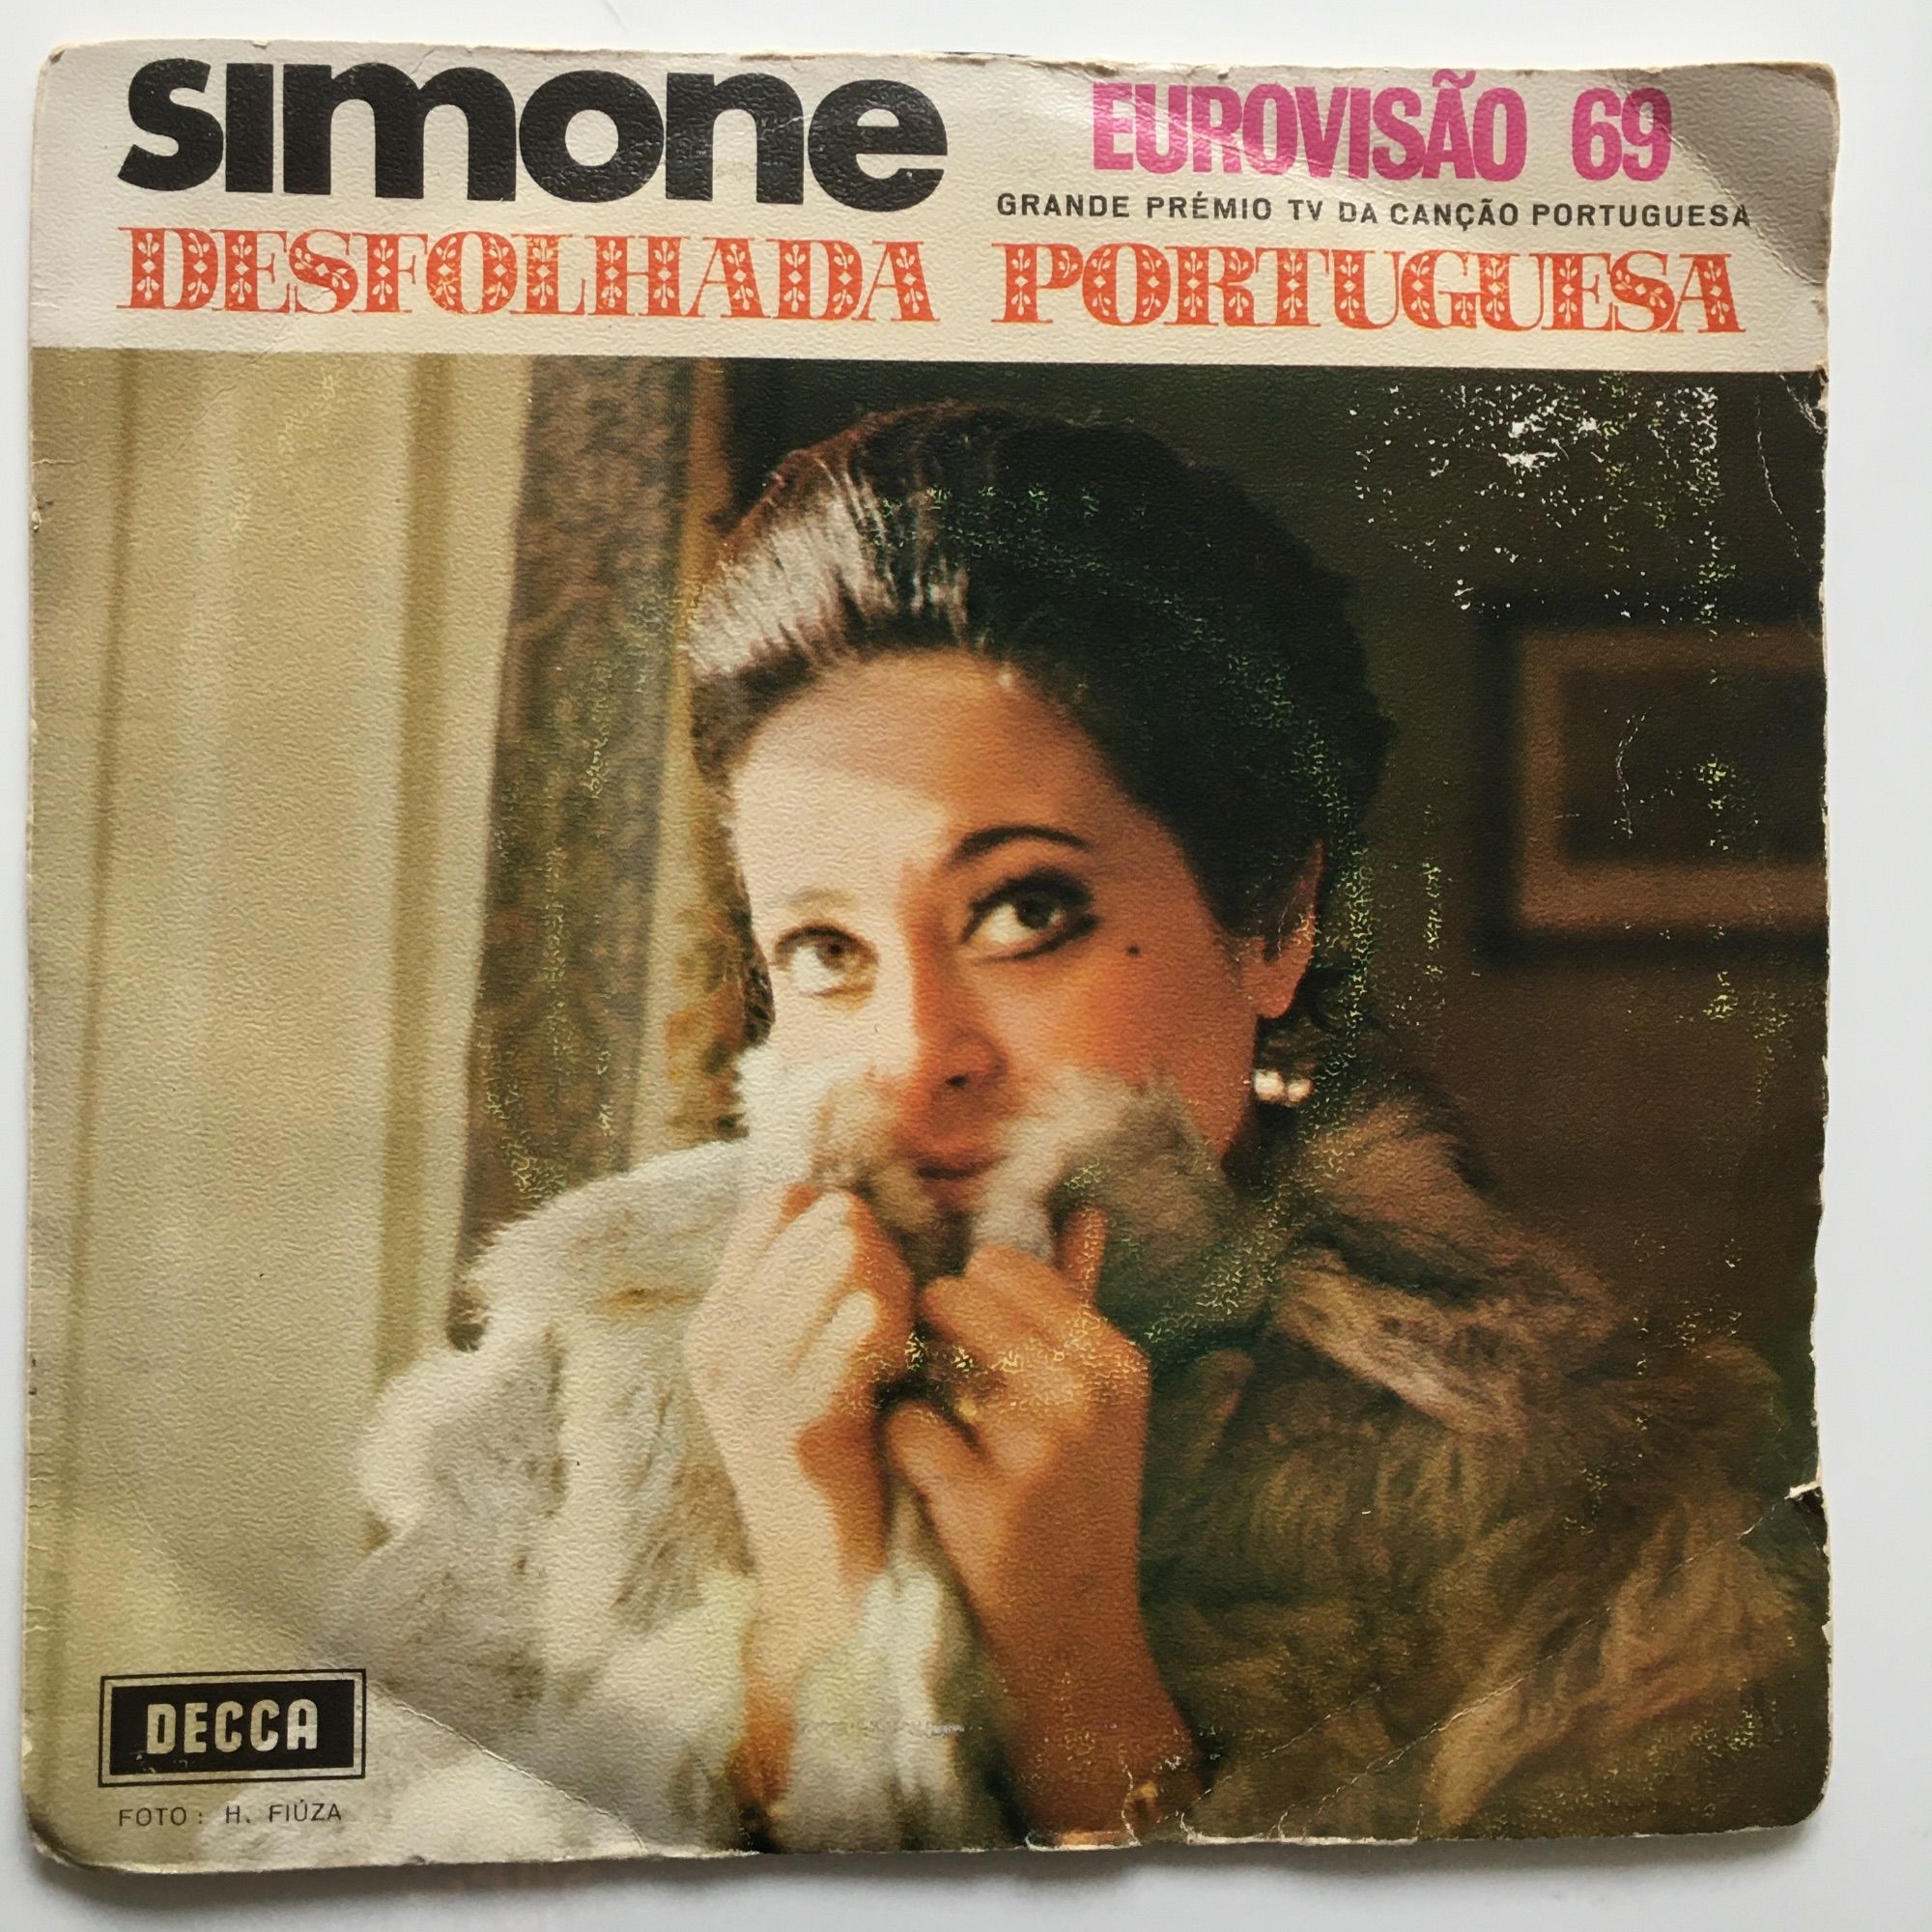 simone
EUROVISÃO 69
GRANDE PRÉMIO TV DA CANÇÃO PORTUGUESA
DESFOLHADA PORTUGUESA
DECCA
FOTO: H. FIÚZA